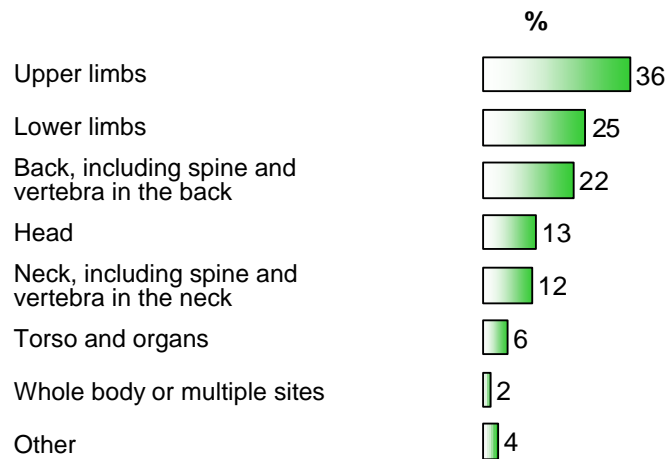 %
Upper limbs 36
Lower limbs 25
Back, including spine and
vertebra in the back 22
Head 13
Neck, including spine and
vertebra in the neck 12
Torso and organs 6
Whole body or multiple sites 2
Other 4